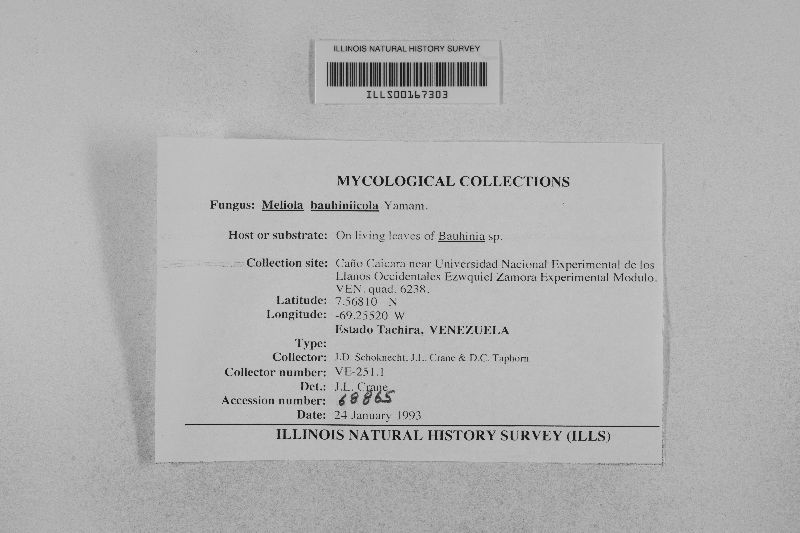 ILLINOIS NATURAL HISTORY SURVEY
ILLS00167303
MYCOLOGICAL COLLECTIONS
Fungus: Meliola bauhiniicola Yamam.
Host or substrate: On living leaves of Bauhinia sp.
Collection site: Caño Caicara near Universidad Nacional Experimental de los
Llanos Occidentales Ezwquiel Zamora Experimental Modulo.
VEN. quad. 6238.
Latitude: 7.56810 N
Longitude: -69.25520 W
Estado Tachira, VENEZUELA
Type:
Collector: J.D. Schoknecht, J.L. Crane & D.C. Taphorn
Collector number: VE-251.1
Det.: J.L. Crane
Accession number: 68865
Date: 24 January 1993
ILLINOIS NATURAL HISTORY SURVEY (ILLS)